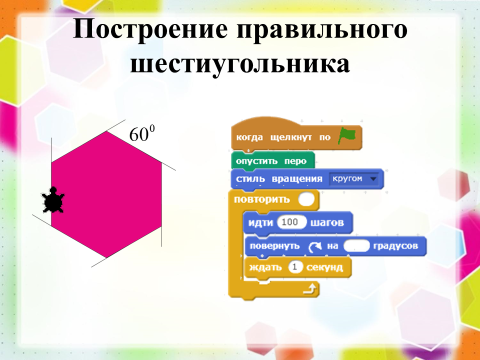 Построение правильного
шестиугольника
60⁰
когда щелкнут по
опустить перо
стиль вращения кругом
повторить
идти 100 шагов
повернуть на градусов
ждать 1 секунд